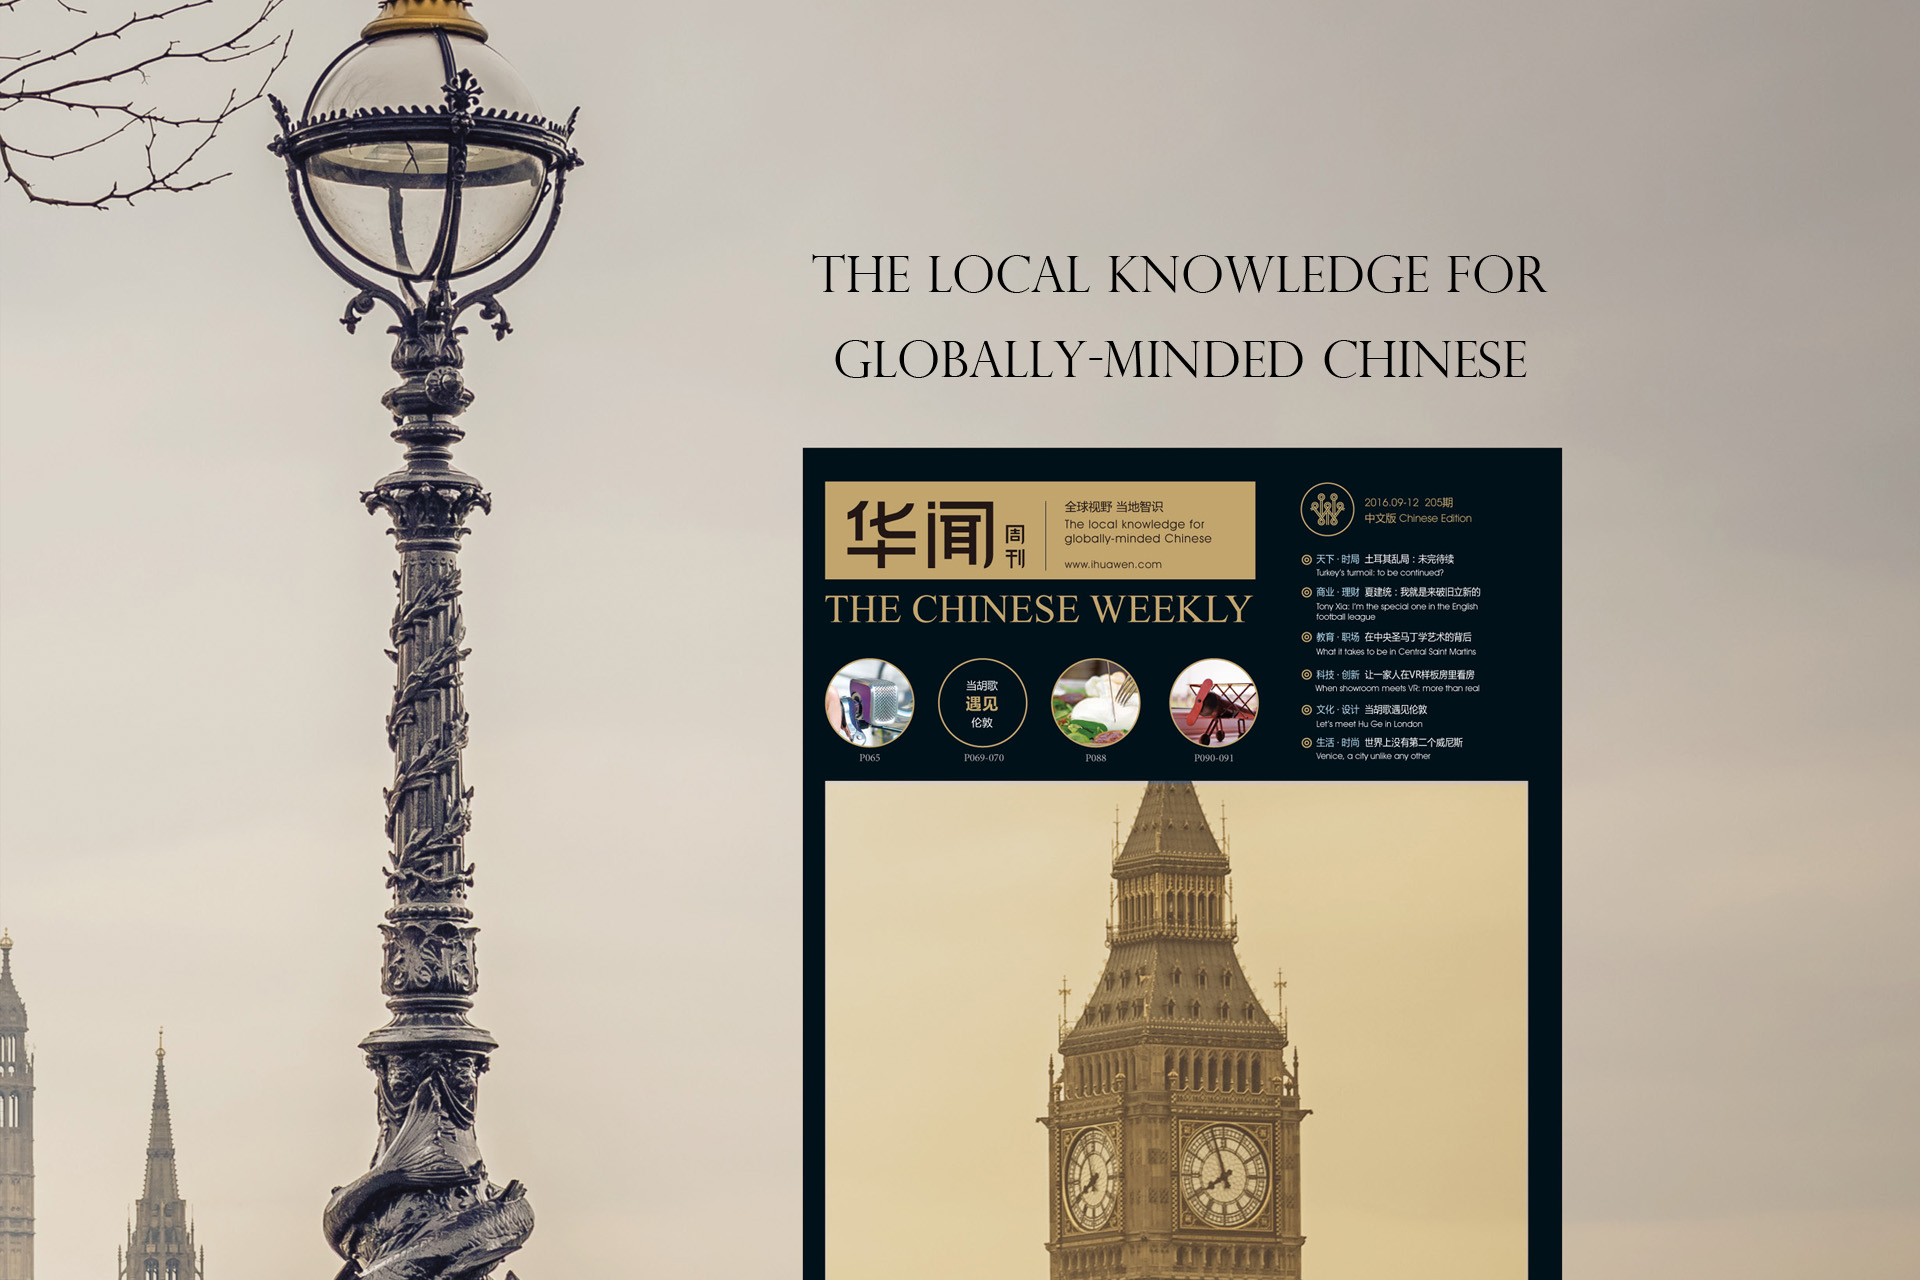 THE LOCAL KNOWLEDGE FOR
GLOBALLY-MINDED CHINESE
华闻周刊
全球视野 当地智识
The local knowledge for
globally-minded Chinese
www.ihuawen.com
THE CHINESE WEEKLY
2016.09-12 205期
中文版 Chinese Edition
天下·时局 土耳其乱局：未完待续
Turkey's turmoil: to be continued?
商业·理财 夏建统：我就是来破旧立新的
Tony Xia: I'm the special one in the English
football league
教育·职场 在中央圣马丁学艺术的背后
What it takes to be in Central Saint Martins
科技·创新 让一家人在VR样板房里看房
When showroom meets VR: more than real
文化·设计 当胡歌遇见伦敦
Let's meet Hu Ge in London
生活·时尚 世界上没有第二个威尼斯
Venice, a city unlike any other
当胡歌
遇见
伦敦
P065
P069-070
P088
P090-091